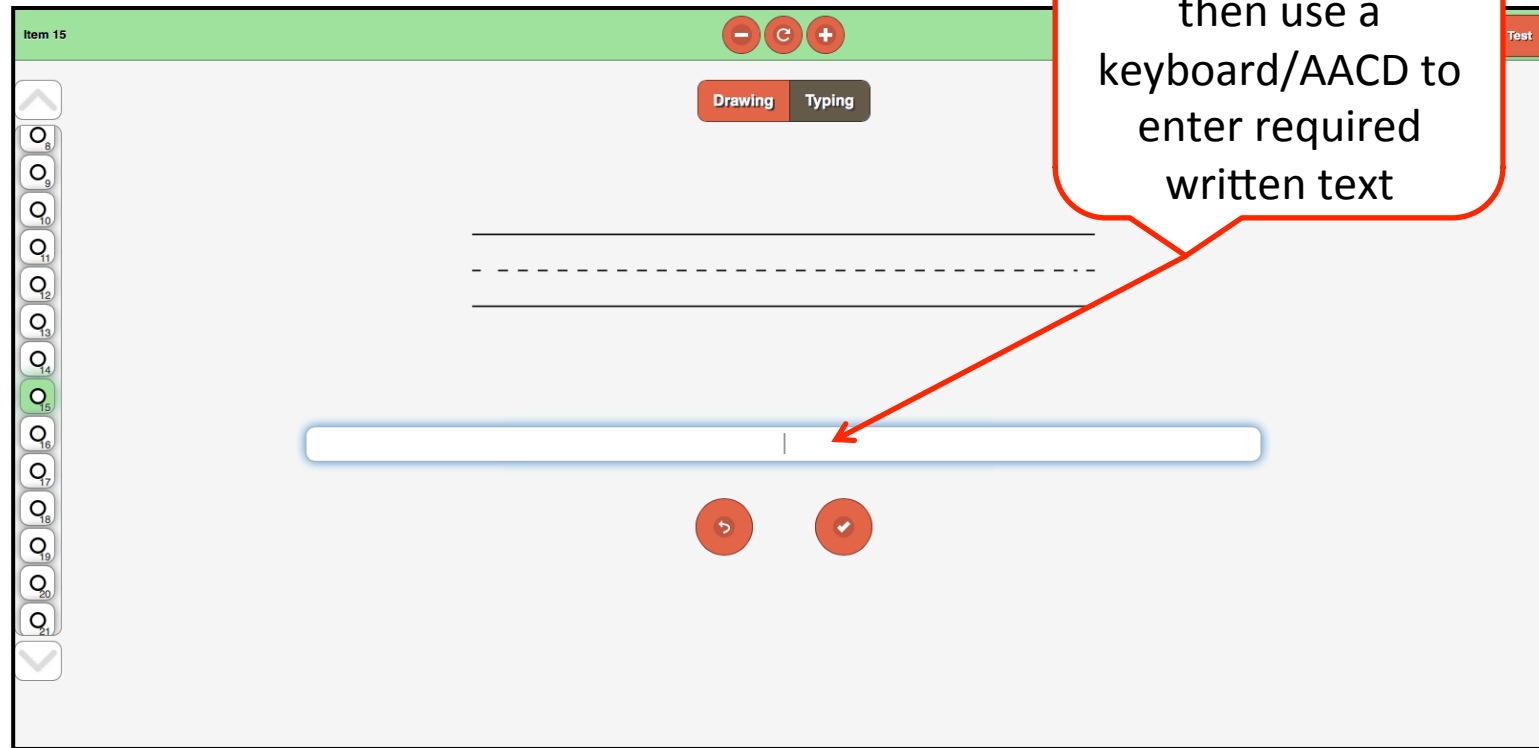 Item 15
then use a
keyboard/AACD to
enter required
written text
Test
Drawing Typing
8
9
10
11
12
13
14
15
16
17
18
19
20
21